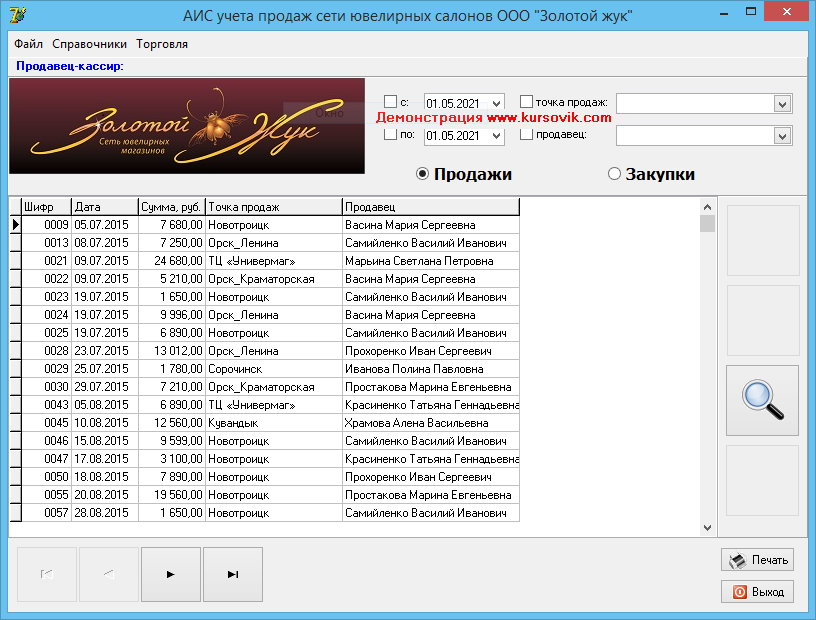 АИС учета продаж сети ювелирных салонов ООО "Золотой жук"
Файл Справочники Торговля
Продавец-кассир:
Золотой Жук
Сеть ювелирных
магазинов
Окно
с: 01.05.2021 точка продаж:
Демонстрация www.kursovik.com
по: 01.05.2021 продавец:
Продажи Закупки
Шифр Дата Сумма, руб. Точка продаж Продавец
0009 05.07.2015 7 680,00 Новотроицк Васина Мария Сергеевна
0013 08.07.2015 7 250,00 Орск_Ленина Самийленко Василий Иванович
0021 09.07.2015 24 680,00 ТЦ «Универмаг» Марьина Светлана Петровна
0022 09.07.2015 5 210,00 Орск_Краматорская Васина Мария Сергеевна
0023 19.07.2015 1 650,00 Новотроицк Самийленко Василий Иванович
0024 19.07.2015 9 996,00 Орск_Ленина Васина Мария Сергеевна
0025 19.07.2015 6 890,00 Новотроицк Самийленко Василий Иванович
0028 23.07.2015 13 012,00 Орск_Ленина Прохоренко Иван Сергеевич
0029 25.07.2015 1 780,00 Сорочинск Иванова Полина Павловна
0030 29.07.2015 7 210,00 Орск_Краматорская Простакова Марина Евгеньевна
0043 05.08.2015 6 890,00 ТЦ «Универмаг» Красиненко Татьяна Геннадьевна
0045 10.08.2015 12 560,00 Кувандык Храмова Алена Васильевна
0046 15.08.2015 9 599,00 Новотроицк Самийленко Василий Иванович
0047 17.08.2015 3 100,00 Новотроицк Красиненко Татьяна Геннадьевна
0050 18.08.2015 7 890,00 Новотроицк Прохоренко Иван Сергеевич
0055 20.08.2015 19 560,00 Новотроицк Простакова Марина Евгеньевна
0057 28.08.2015 1 650,00 Новотроицк Самийленко Василий Иванович
Печать
Выход